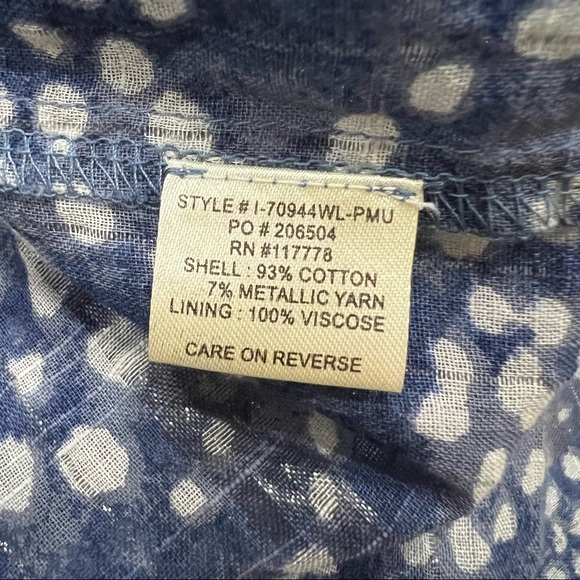 STYLE # I-70944WL-PMU
PO # 206504
RN #117778
SHELL : 93% COTTON
7% METALLIC YARN
LINING : 100% VISCOSE
CARE ON REVERSE